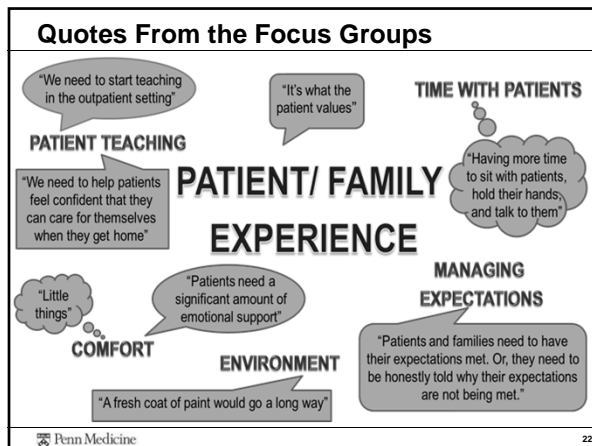 Quotes From the Focus Groups
“We need to start teaching
in the outpatient setting”
PATIENT TEACHING
“We need to help patients
feel confident that they
can care for themselves
when they get home”
“It’s what the
patient values”
TIME WITH PATIENTS
“Having more time
to sit with patients,
hold their hands,
and talk to them”
PATIENT/ FAMILY
EXPERIENCE
“Little
things”
“Patients need a
significant amount of
emotional support”
COMFORT
MANAGING
EXPECTATIONS
“Patients and families need to have
their expectations met. Or, they need to
be honestly told why their expectations
are not being met.”
ENVIRONMENT
“A fresh coat of paint would go a long way”
Penn Medicine
22